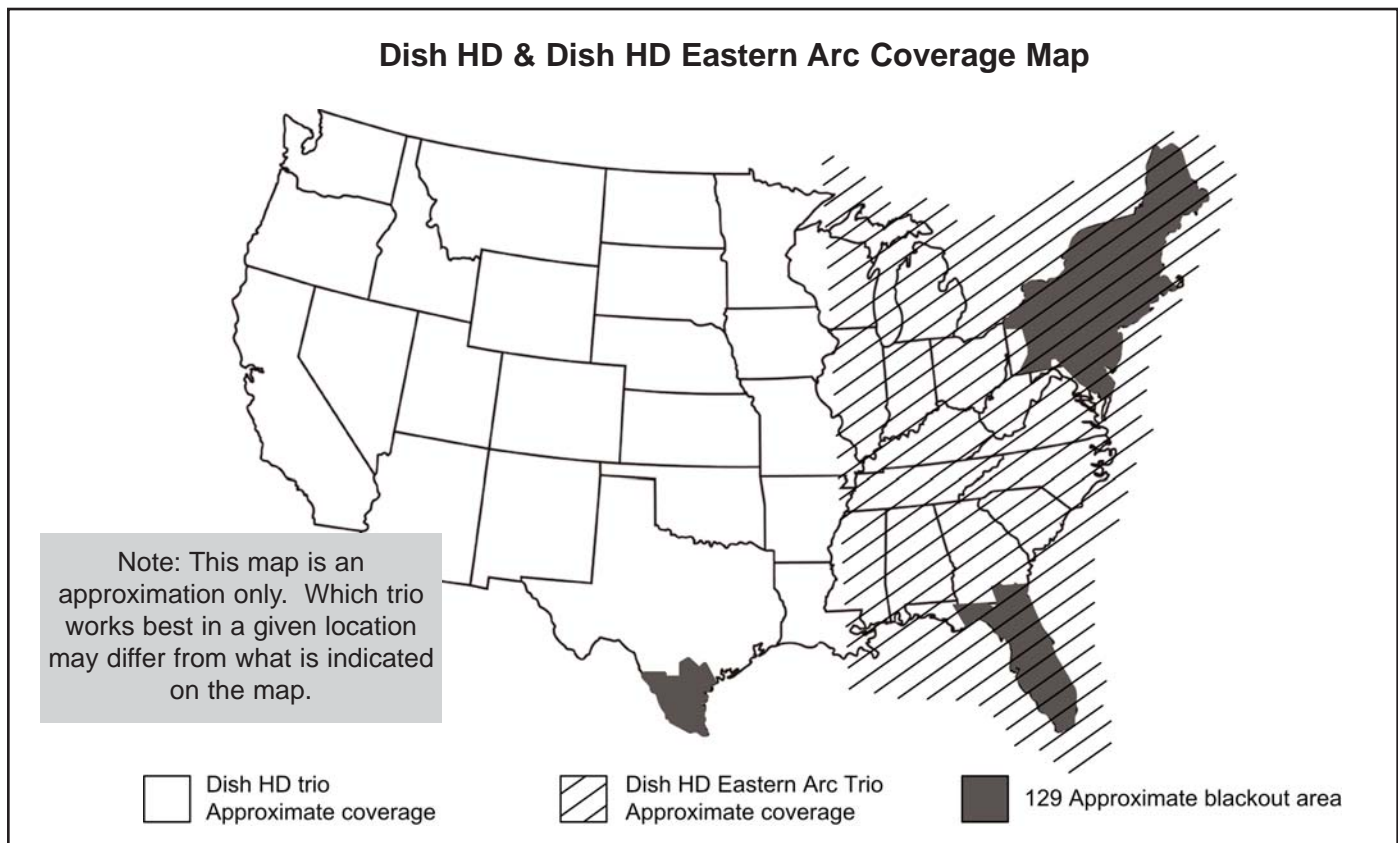 Dish HD & Dish HD Eastern Arc Coverage Map
Note: This map is an
approximation only.  Which trio
works best in a given location
may differ from what is indicated
on the map.
Dish HD trio
Approximate coverage
Dish HD Eastern Arc Trio
Approximate coverage
129 Approximate blackout area